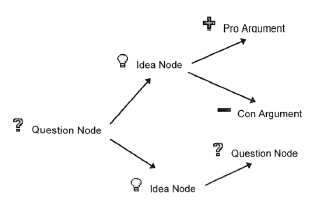 Pro Argument
Idea Node
Con Argument
? Question Node
? Question Node
Idea Node